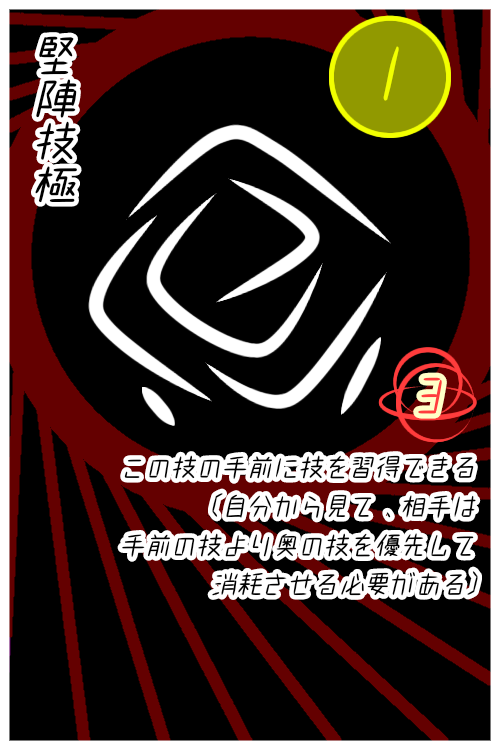 堅陣技極
1
3
この技の手前に技を習得できる
(自分から見て、相手は
手前の技より奥の技を優先して
消耗させる必要がある)